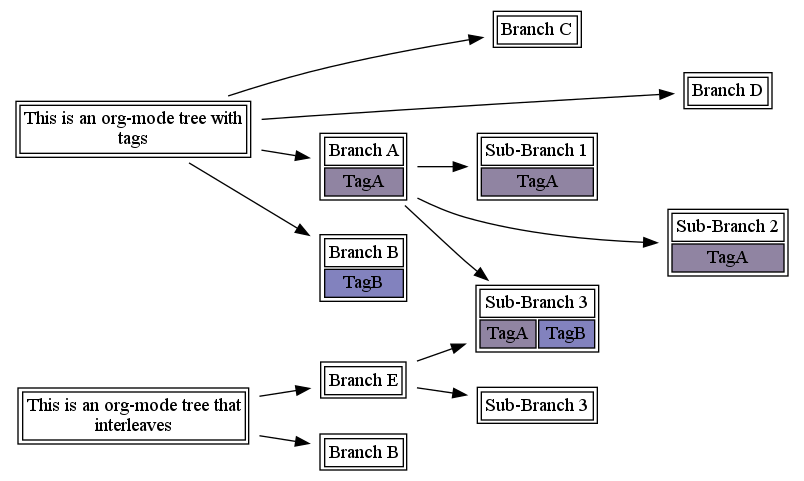 Branch C
Branch D
This is an org-mode tree with
tags
Branch A
TagA
Sub-Branch 1
TagA
Branch B
TagB
Sub-Branch 2
TagA
Sub-Branch 3
TagA TagB
Branch E
This is an org-mode tree that
interleaves
Sub-Branch 3
Branch B